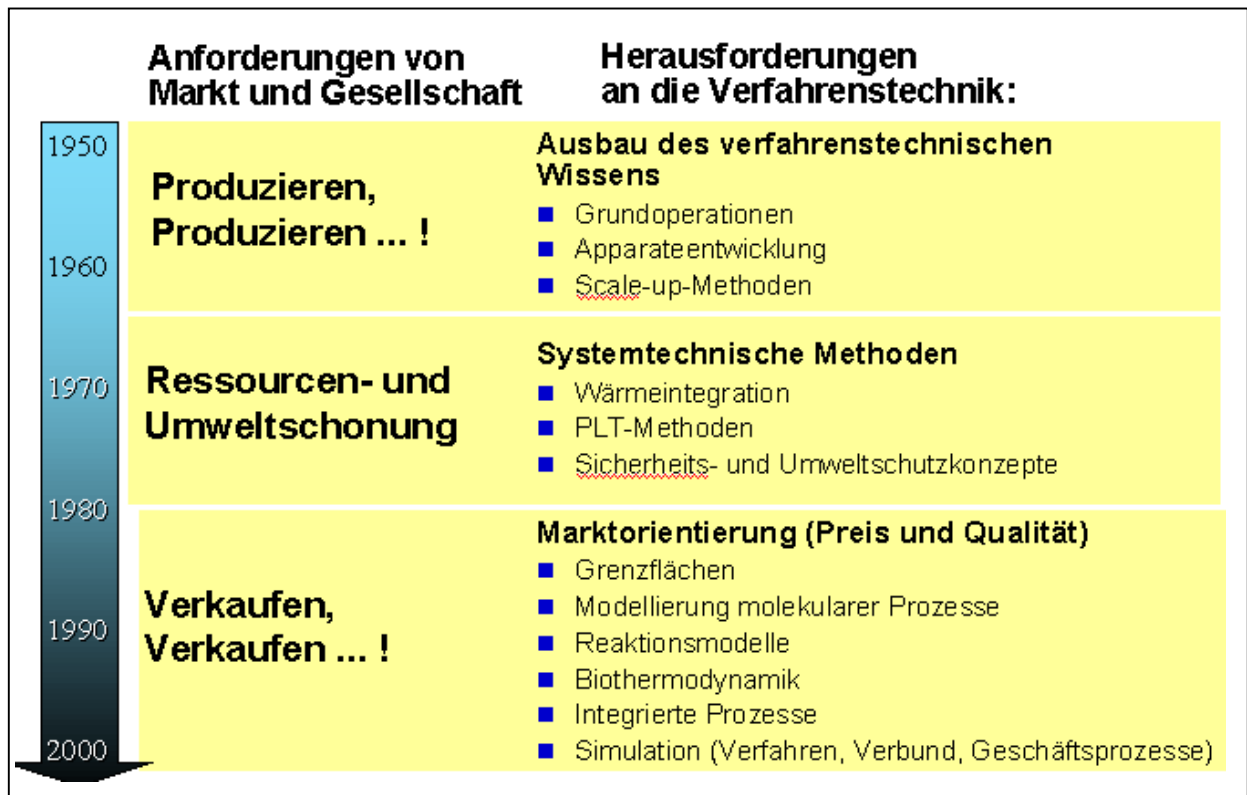 Anforderungen von
Markt und Gesellschaft
Herausforderungen
an die Verfahrenstechnik:
1950
1960
1970
1980
1990
2000
Produzieren,
Produzieren ... !
Ausbau des verfahrenstechnischen
Wissens
Grundoperationen
Apparateentwicklung
Scale-up-Methoden
Ressourcen- und
Umweltschonung
Systemtechnische Methoden
Wärmeintegration
PLT-Methoden
Sicherheits- und Umweltschutzkonzepte
Verkaufen,
Verkaufen ... !
Marktorientierung (Preis und Qualität)
Grenzflächen
Modellierung molekularer Prozesse
Reaktionsmodelle
Biothermodynamik
Integrierte Prozesse
Simulation (Verfahren, Verbund, Geschäftsprozesse)